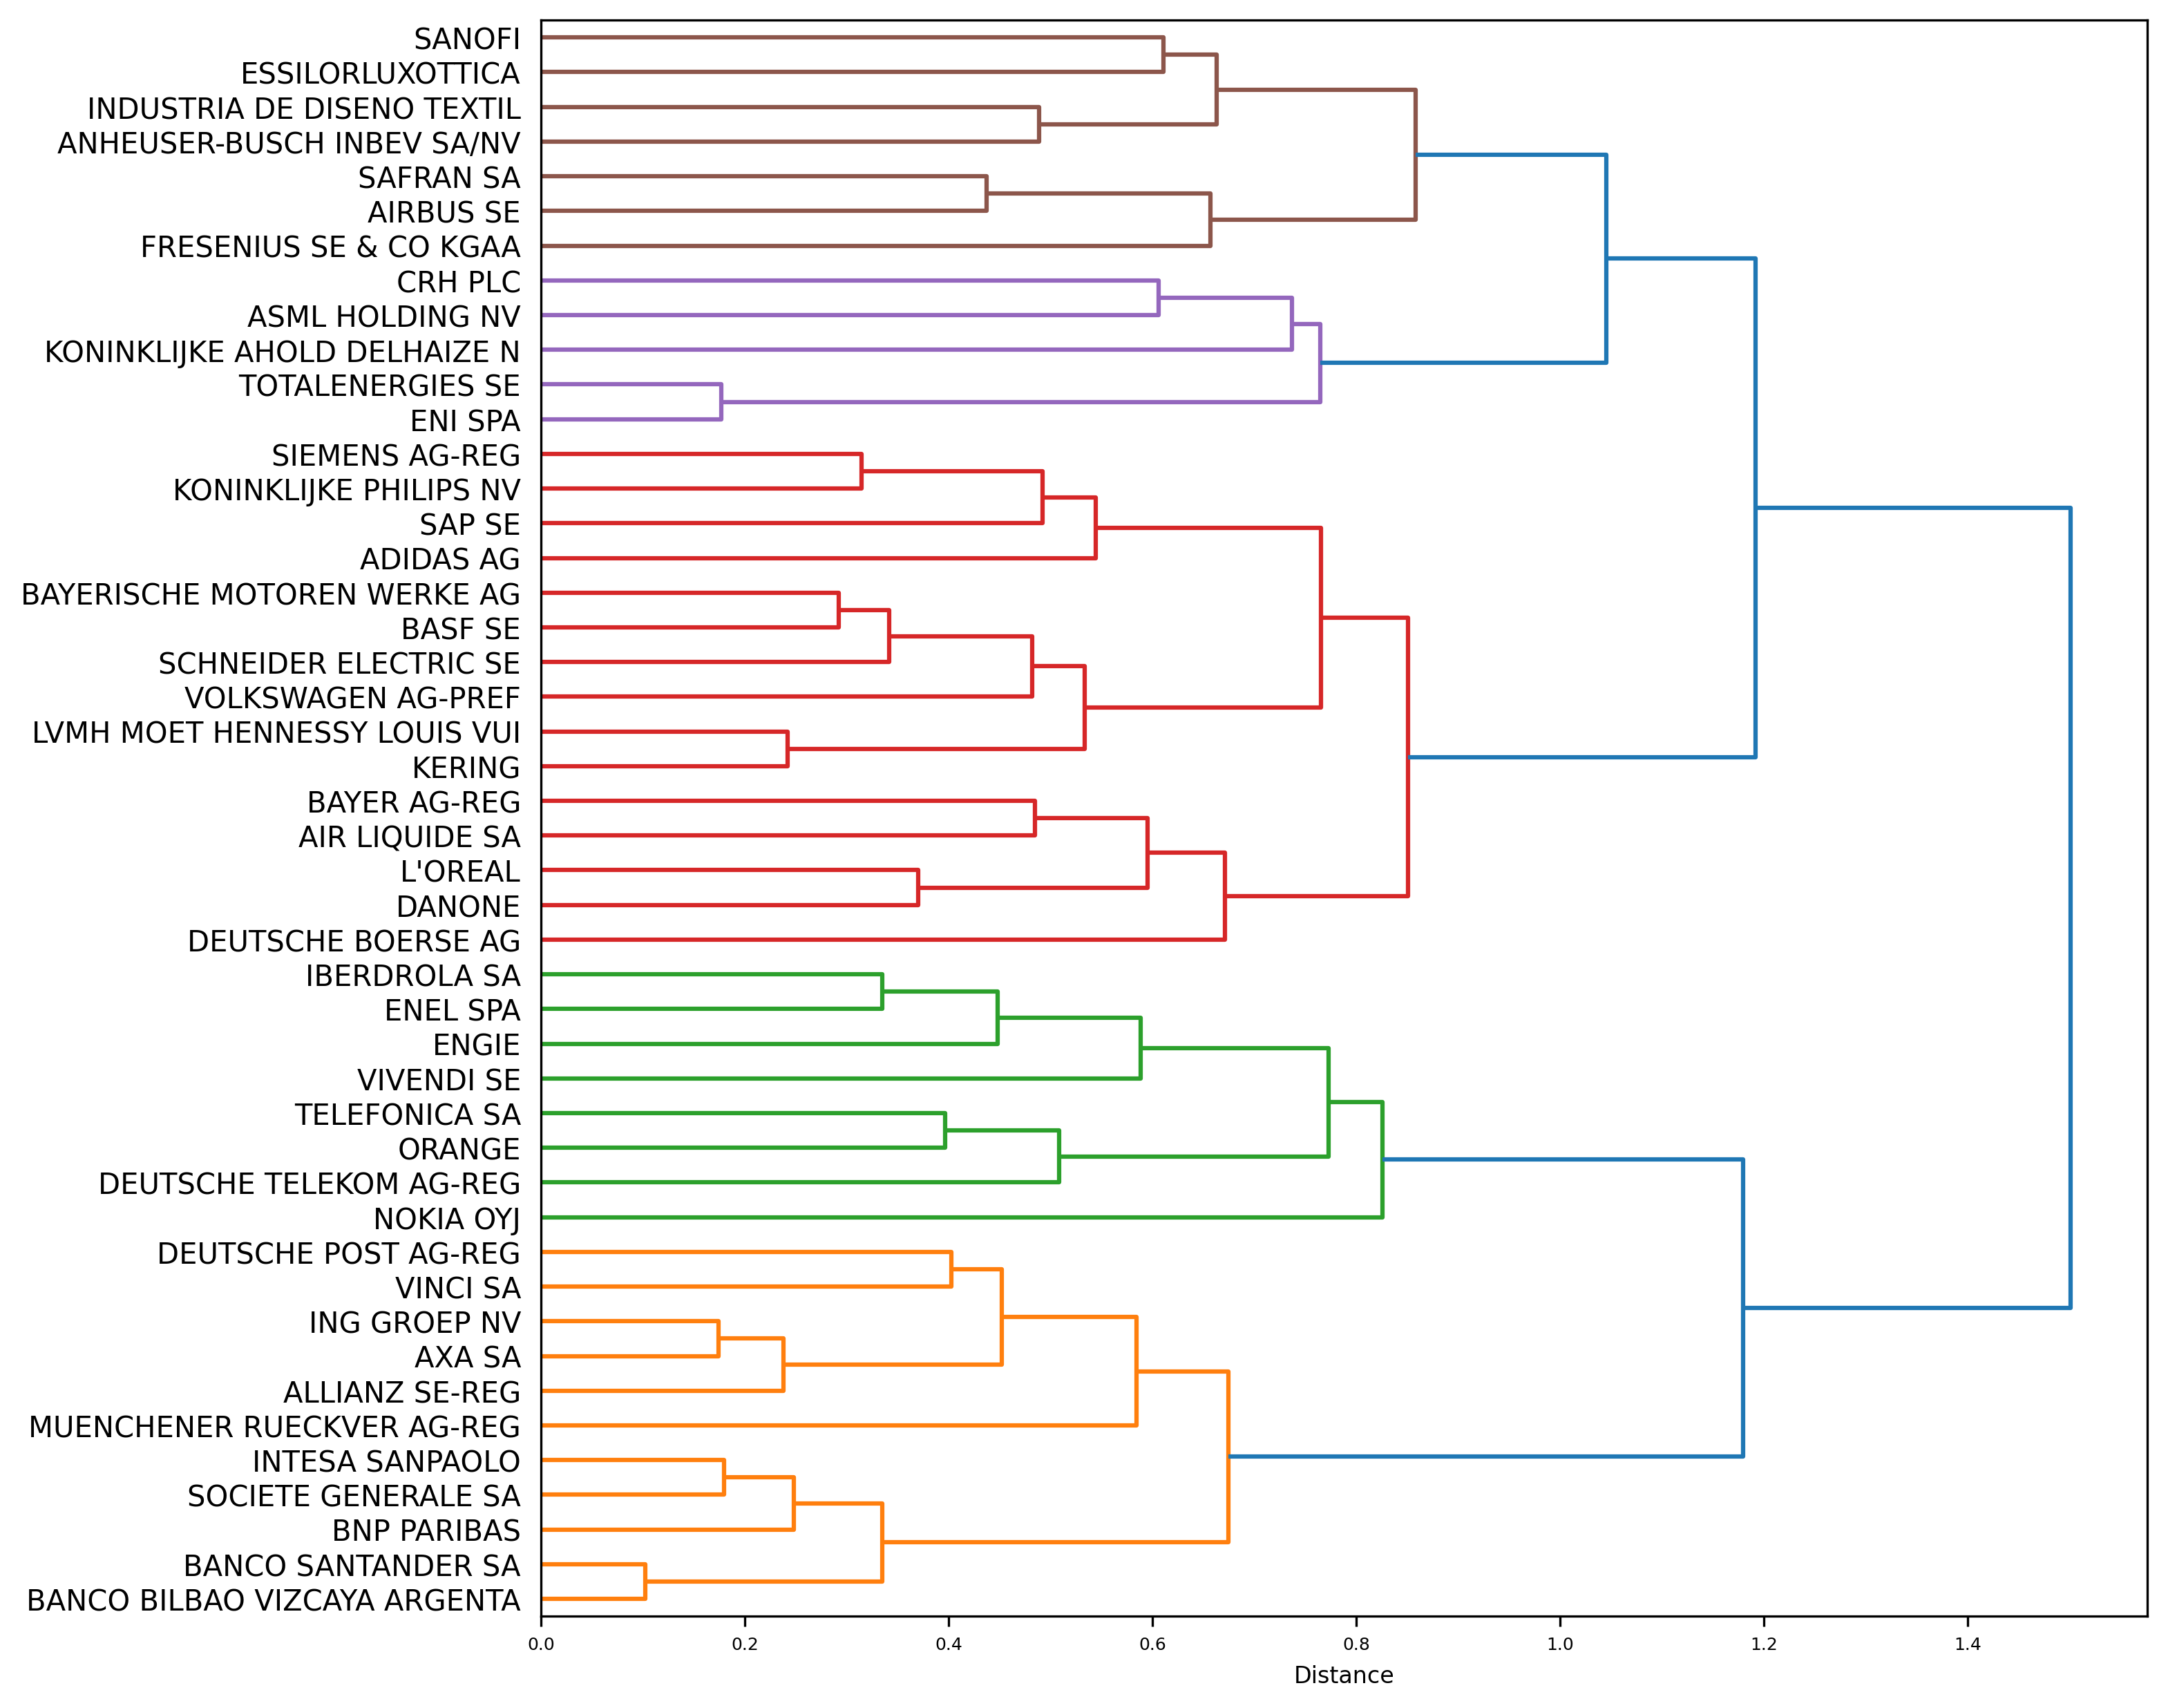 SANOFI
ESSILORLUXOTTICA
INDUSTRIA DE DISENO TEXTIL
ANHEUSER-BUSCH INBEV SA/NV
SAFRAN SA
AIRBUS SE
FRESENIUS SE & CO KGAA
CRH PLC
ASML HOLDING NV
KONINKLIJKE AHOLD DELHAIZE N
TOTALENERGIES SE
ENI SPA
SIEMENS AG-REG
KONINKLIJKE PHILIPS NV
SAP SE
ADIDAS AG
BAYERISCHE MOTOREN WERKE AG
BASF SE
SCHNEIDER ELECTRIC SE
VOLKSWAGEN AG-PREF
LVMH MOET HENNESSY LOUIS VUI
KERING
BAYER AG-REG
AIR LIQUIDE SA
L'OREAL
DANONE
DEUTSCHE BOERSE AG
IBERDROLA SA
ENEL SPA
ENGIE
VIVENDI SE
TELEFONICA SA
ORANGE
DEUTSCHE TELEKOM AG-REG
NOKIA OYJ
DEUTSCHE POST AG-REG
VINCI SA
ING GROEP NV
AXA SA
ALLIANZ SE-REG
MUENCHENER RUECKVER AG-REG
INTESA SANPAOLO
SOCIETE GENERALE SA
BNP PARIBAS
BANCO SANTANDER SA
BANCO BILBAO VIZCAYA ARGENTA
0.0 0.2 0.4 0.6 0.8 1.0 1.2 1.4
Distance